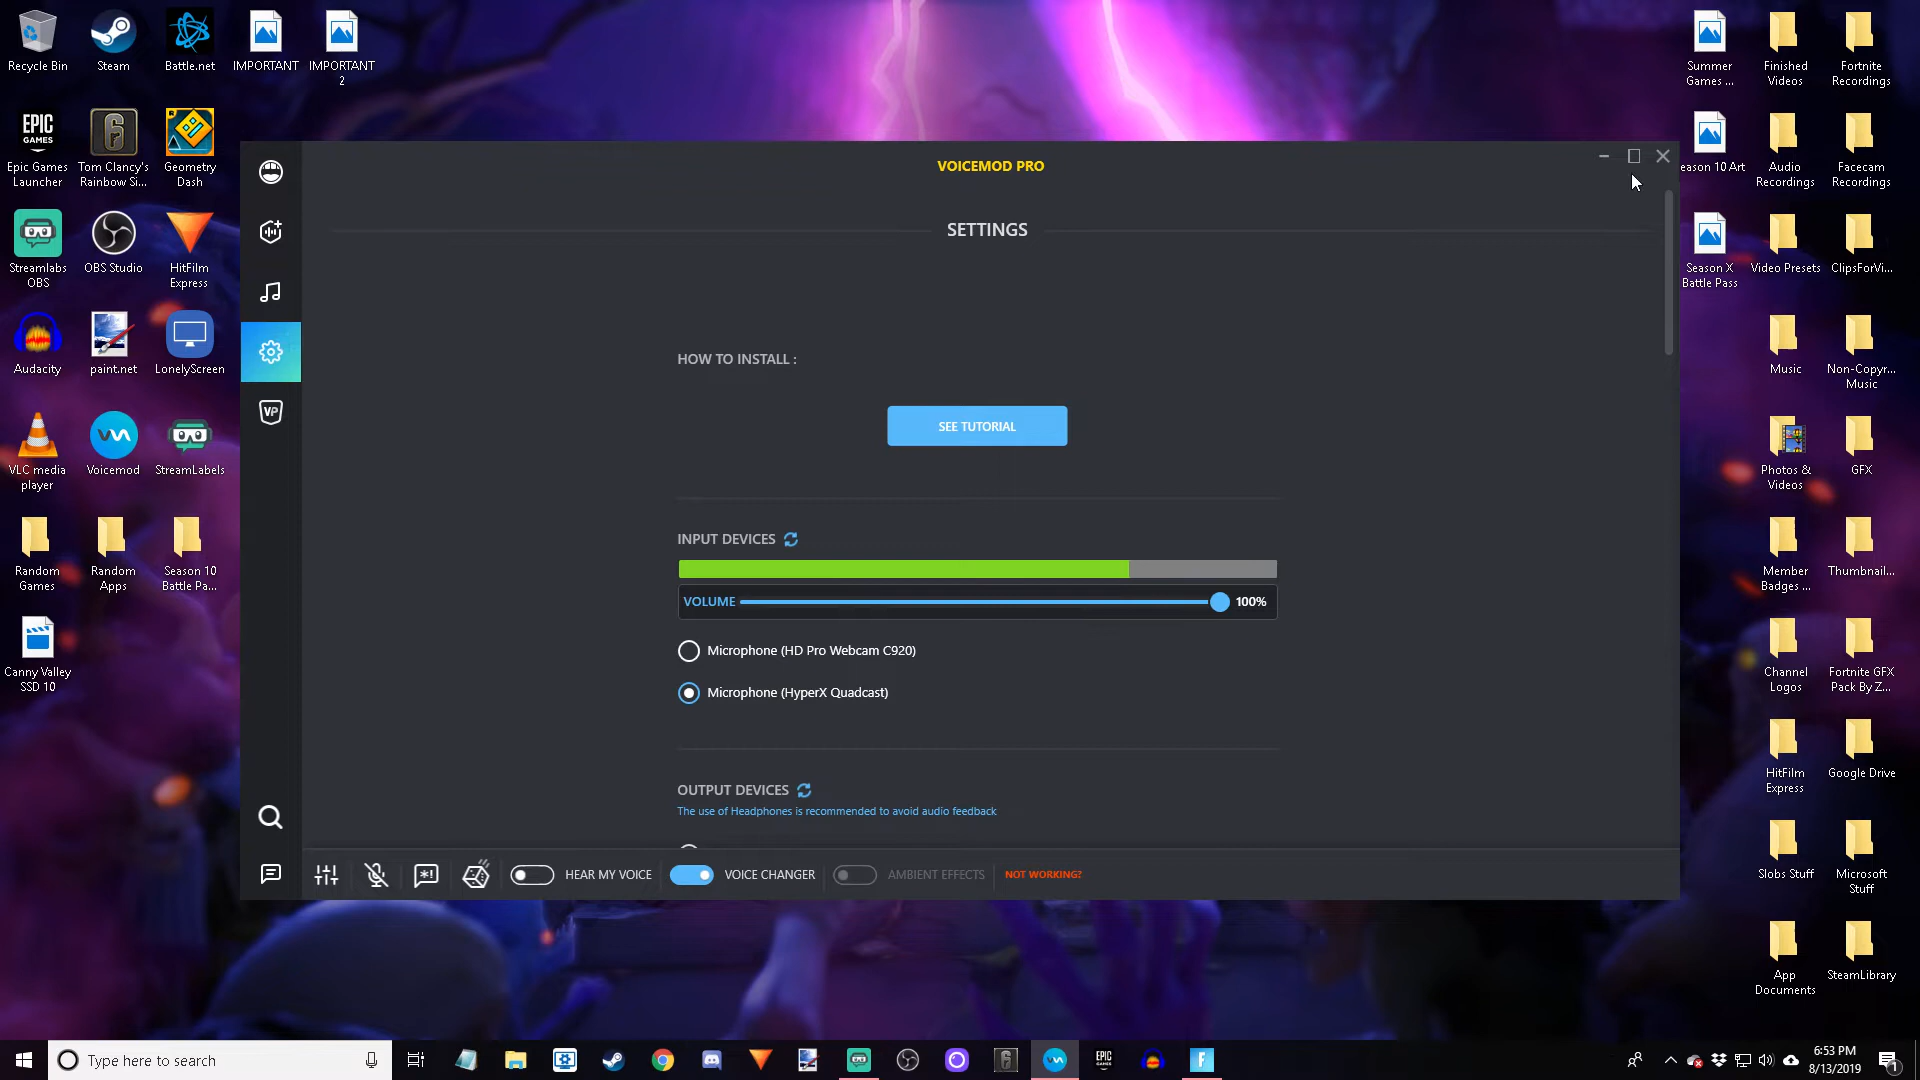 Recycle Bin
Steam
Battle.net
IMPORTANT
IMPORTANT
2
Summer
Games ...
Finished
Videos
Fortnite
Recordings
EPIC
GAMES
Epic Games
Launcher
Tom Clancy's
Rainbow Si...
Geometry
Dash
eason 10 Art
Audio
Recordings
Facecam
Recordings
Streamlabs
OBS
OBS Studio
HitFilm
Express
Season X
Battle Pass
Video Presets
ClipsForVi...
Audacity
paint.net
LonelyScreen
Music
Non-Copyr...
Music
VLC media
player
Voicemod
StreamLabels
Photos &
Videos
GFX
Random
Games
Random
Apps
Season 10
Battle Pa...
Member
Badges ...
Thumbnail...
Canny Valley
SSD 10
Channel
Logos
Fortnite GFX
Pack By Z...
HitFilm
Express
Google Drive
Slobs Stuff
Microsoft
Stuff
App
Documents
SteamLibrary
VOICEMOD PRO
SETTINGS
HOW TO INSTALL :
SEE TUTORIAL
VP
INPUT DEVICES
VOLUME 100%
Microphone (HD Pro Webcam C920)
Microphone (HyperX Quadcast)
OUTPUT DEVICES
The use of Headphones is recommended to avoid audio feedback
*! HEAR MY VOICE VOICE CHANGER AMBIENT EFFECTS NOT WORKING?
Type here to search
EPIC
GAMES
6:53 PM
8/13/2019
1